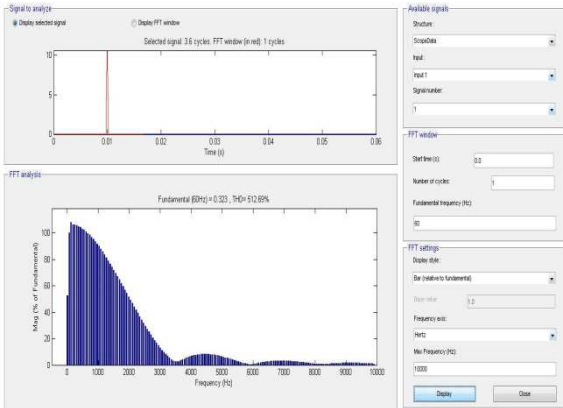 Signal to analyze
Display selected signal
Display FFT window
Selected signal: 3.6 cycles. FFT window (in red): 1 cycles
10
5
0
0
0.01
0.02
0.03
0.04
0.05
0.06
Time (s)
FFT analysis
Fundamental (60Hz) = 0.323 , THD= 512.69%
Mag (% of Fundamental)
100
80
60
40
20
0
0
1000
2000
3000
4000
5000
6000
7000
8000
9000
10000
Frequency (Hz)
Available signals
Structure :
ScopeData
Input :
input 1
Signal number:
1
FFT window
Start time (s):
0.0
Number of cycles:
1
Fundamental frequency (Hz):
60
FFT settings
Display style :
Bar (relative to fundamental)
Base value:
1.0
Frequency axis:
Hertz
Max Frequency (Hz):
10000
Display
Close